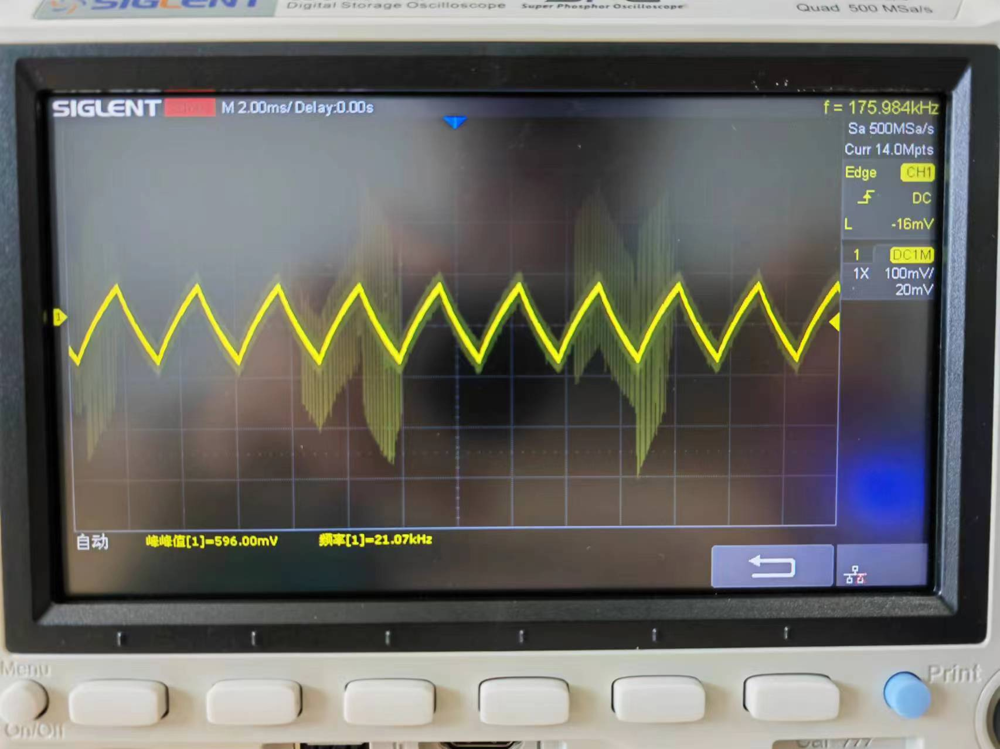 SIGLENT
Digital Storage Oscilloscope
Super Phosphor Oscilloscope
Quad 500 MSa/s
SIGLENT Stop M 2.00ms/ Delay:0.00s
f = 175.984kHz
Sa 500MSa/s
Curr 14.0Mpts
Edge CH1
DC
L -16mV
1 DC1M
1X 100mV/
20mV
1
自动 峰峰值[1]=596.00mV 频率[1]=21.07kHz
Menu
On/Off
Print